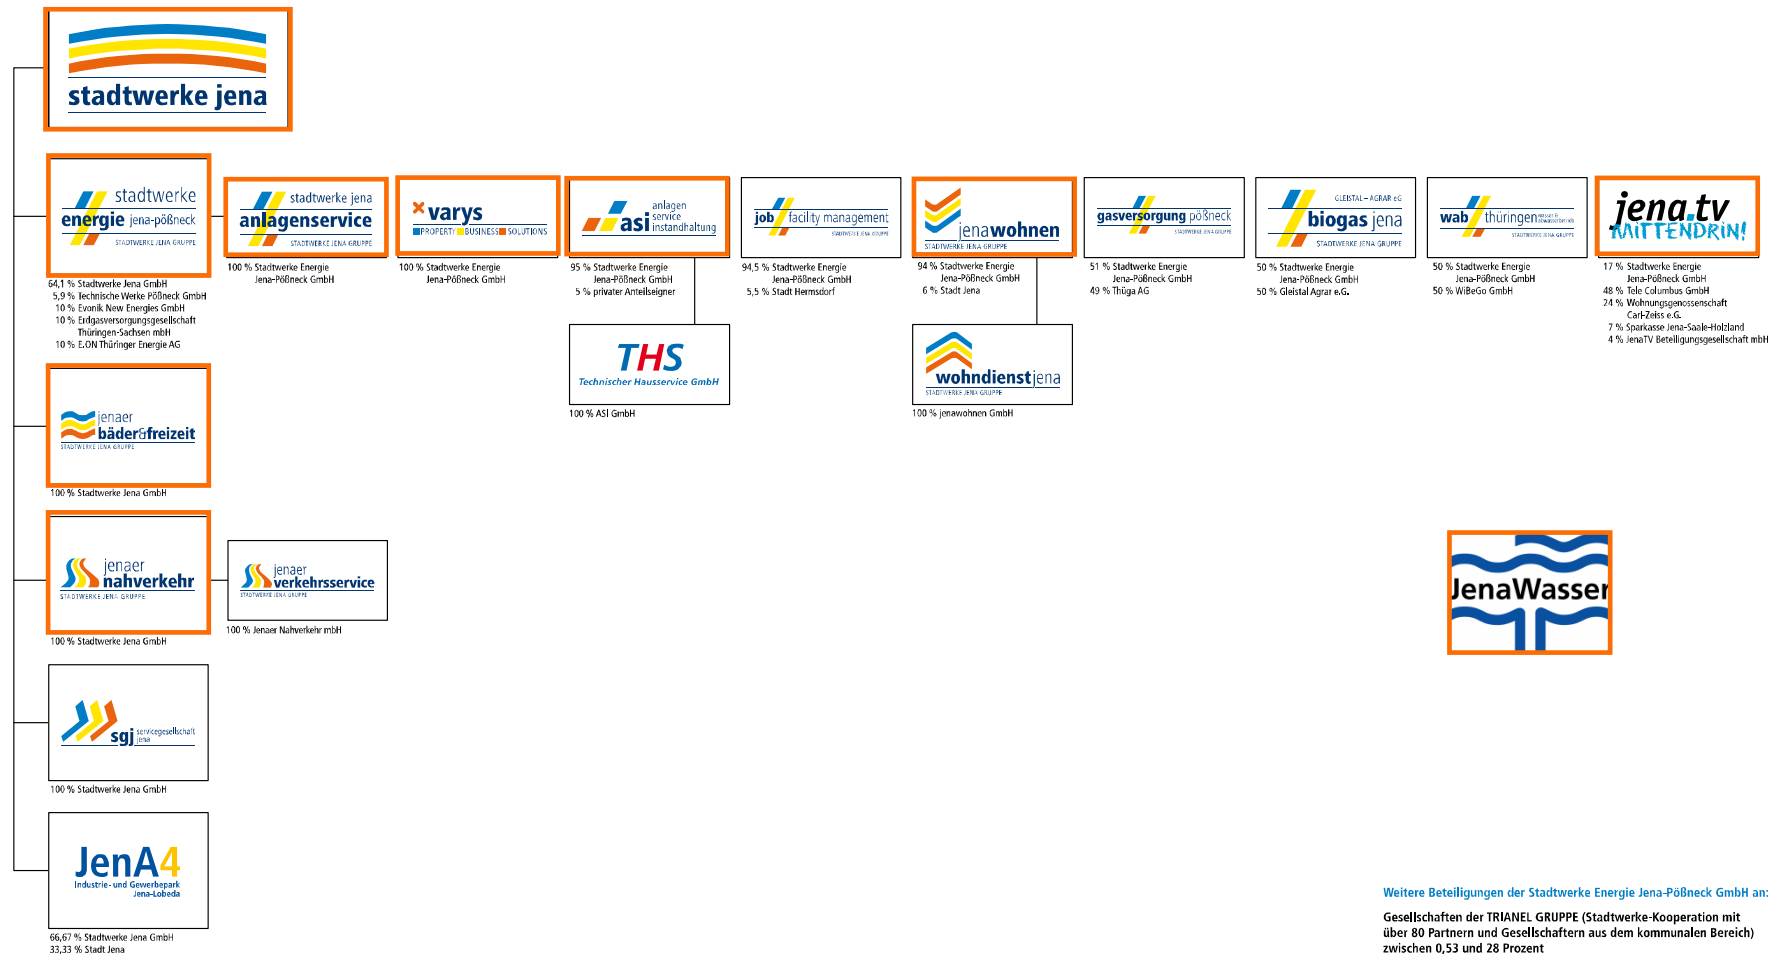 stadtwerke jena
stadtwerke
energie jena-pößneck
STADTWERKE JENA GRUPPE
64,1 % Stadtwerke Jena GmbH
5,9 % Technische Werke Pößneck GmbH
10 % Evonik New Energies GmbH
10 % Erdgasversorgungsgesellschaft
Thüringen-Sachsen mbH
10 % E.ON Thüringer Energie AG
stadtwerke jena
anlagenservice
STADTWERKE JENA GRUPPE
100 % Stadtwerke Energie
Jena-Pößneck GmbH
varys
PROPERTY BUSINESS SOLUTIONS
100 % Stadtwerke Energie
Jena-Pößneck GmbH
asi anlagen
service
instandhaltung
95 % Stadtwerke Energie
Jena-Pößneck GmbH
5 % privater Anteilseigner
job facility management
STADTWERKE JENA GRUPPE
94,5 % Stadtwerke Energie
Jena-Pößneck GmbH
5,5 % Stadt Hermsdorf
jenawohnen
STADTWERKE JENA GRUPPE
94 % Stadtwerke Energie
Jena-Pößneck GmbH
6 % Stadt Jena
gasversorgung pößneck
STADTWERKE JENA GRUPPE
51 % Stadtwerke Energie
Jena-Pößneck GmbH
49 % Thüga AG
GLEISTAL – AGRAR eG
biogas jena
STADTWERKE JENA GRUPPE
50 % Stadtwerke Energie
Jena-Pößneck GmbH
50 % Gleistal Agrar e.G.
wab thüringen wasser &
abwasserbetrieb
STADTWERKE JENA GRUPPE
50 % Stadtwerke Energie
Jena-Pößneck GmbH
50 % WiBeGo GmbH
jena.tv
MITTENDRIN!
17 % Stadtwerke Energie
Jena-Pößneck GmbH
48 % Tele Columbus GmbH
24 % Wohnungsgenossenschaft
Carl-Zeiss e.G.
7 % Sparkasse Jena-Saale-Holzland
4 % JenaTV Beteiligungsgesellschaft mbH
THS
Technischer Hausservice GmbH
100 % ASI GmbH
wohndienstjena
STADTWERKE JENA GRUPPE
100 % jenawohnen GmbH
jenaer
bäder&freizeit
STADTWERKE JENA GRUPPE
100 % Stadtwerke Jena GmbH
jenaer
nahverkehr
STADTWERKE JENA GRUPPE
100 % Stadtwerke Jena GmbH
jenaer
verkehrsservice
STADTWERKE JENA GRUPPE
100 % Jenaer Nahverkehr mbH
JenaWasser
sgj servicegesellschaft
jena
100 % Stadtwerke Jena GmbH
JenA4
Industrie- und Gewerbepark
Jena-Lobeda
66,67 % Stadtwerke Jena GmbH
33,33 % Stadt Jena
Weitere Beteiligungen der Stadtwerke Energie Jena-Pößneck GmbH an:
Gesellschaften der TRIANEL GRUPPE (Stadtwerke-Kooperation mit
über 80 Partnern und Gesellschaftern aus dem kommunalen Bereich)
zwischen 0,53 und 28 Prozent